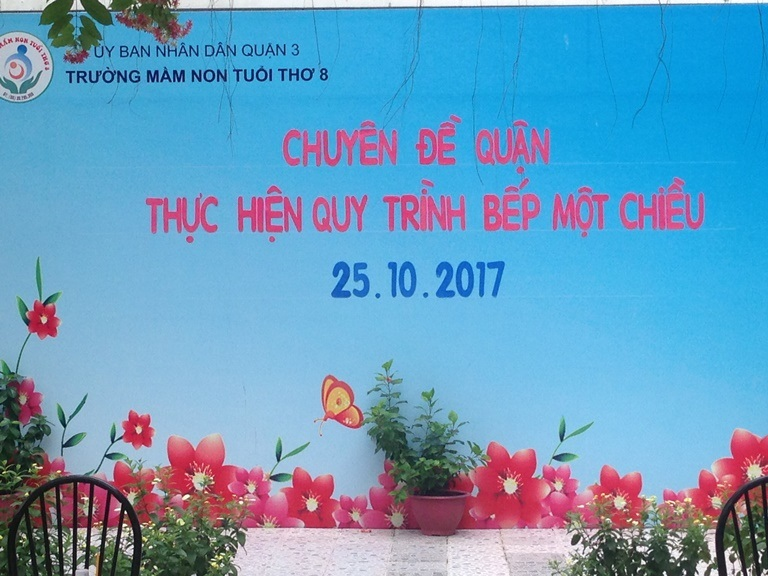 ỦY BAN NHÂN DÂN QUẬN 3
TRƯỜNG MẦM NON TUỔI THƠ 8
CHUYÊN ĐỀ QUẬN
THỰC HIỆN QUY TRÌNH BẾP MỘT CHIỀU
25.10.2017